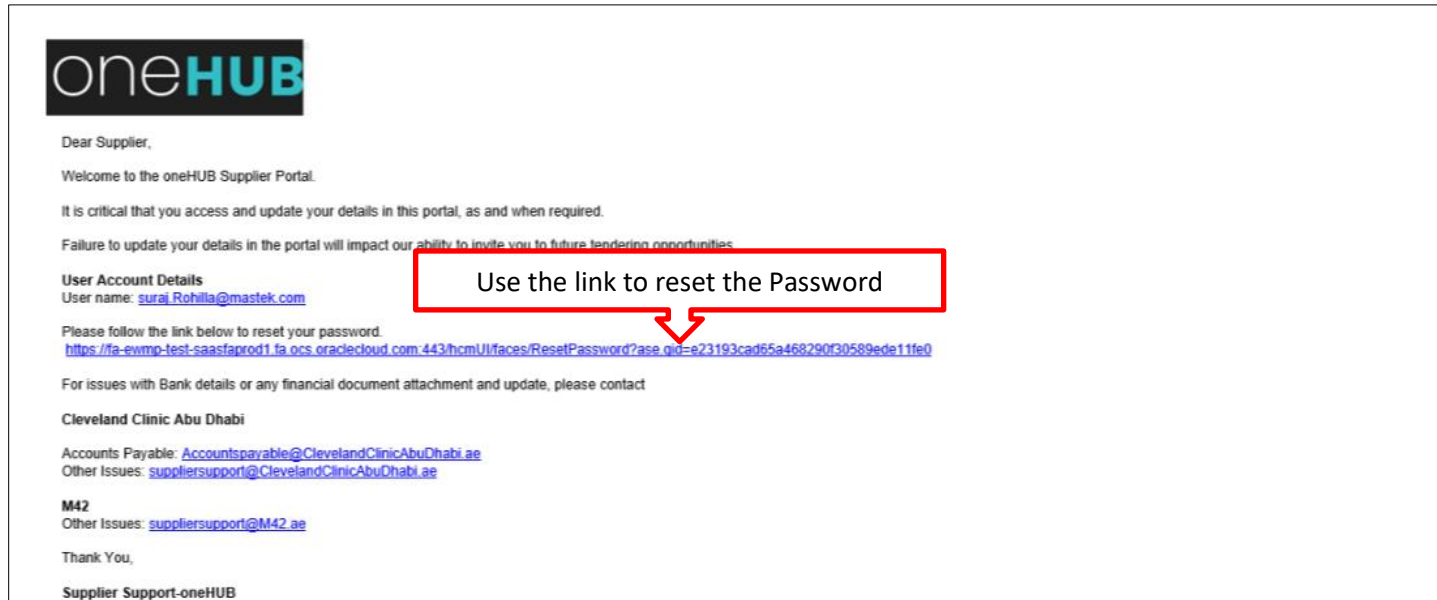 oneHUB
Dear Supplier,
Welcome to the oneHUB Supplier Portal.
It is critical that you access and update your details in this portal, as and when required.
Failure to update your details in the portal will impact our ability to invite you to future tendering opportunities
Use the link to reset the Password
User Account Details
User name: suraj.Rohilla@mastek.com
Please follow the link below to reset your password.
https://fa-ewmp-test-saasfaprod1.fa.ocs.oraclecloud.com:443/hcmUI/faces/ResetPassword?ase.gid=e23193cad65a468290f30589ede11fe0
For issues with Bank details or any financial document attachment and update, please contact
Cleveland Clinic Abu Dhabi
Accounts Payable: Accountspayable@ClevelandClinicAbuDhabi.ae
Other Issues: suppliersupport@ClevelandClinicAbuDhabi.ae
M42
Other Issues: suppliersupport@M42.ae
Thank You,
Supplier Support-oneHUB